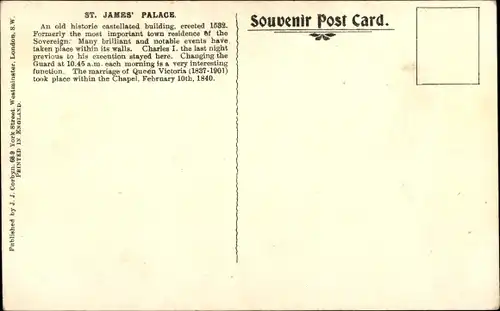 ST. JAMES' PALACE.
An old historic castellated building, erected 1532.
Formerly the most important town residence of the
Sovereign. Many brilliant and notable events have
taken place within its walls. Charles I. the last night
previous to his execution stayed here. Changing the
Guard at 10.45 a.m. each morning is a very interesting
function. The marriage of Queen Victoria (1837-1901)
took place within the Chapel, February 10th, 1840.
Souvenir Post Card.
Published by J. J. Corbyn, York Street Westminster, London, S.W.
PRINTED IN ENGLAND.